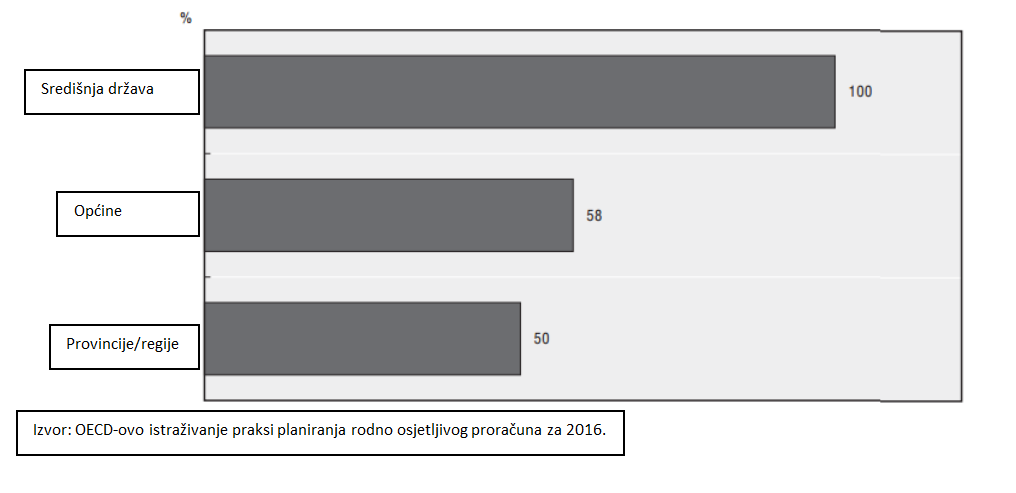 %
Središnja država
100
Općine
58
Provincije/regije
50
Izvor: OECD-ovo istraživanje praksi planiranja rodno osjetljivog proračuna za 2016.